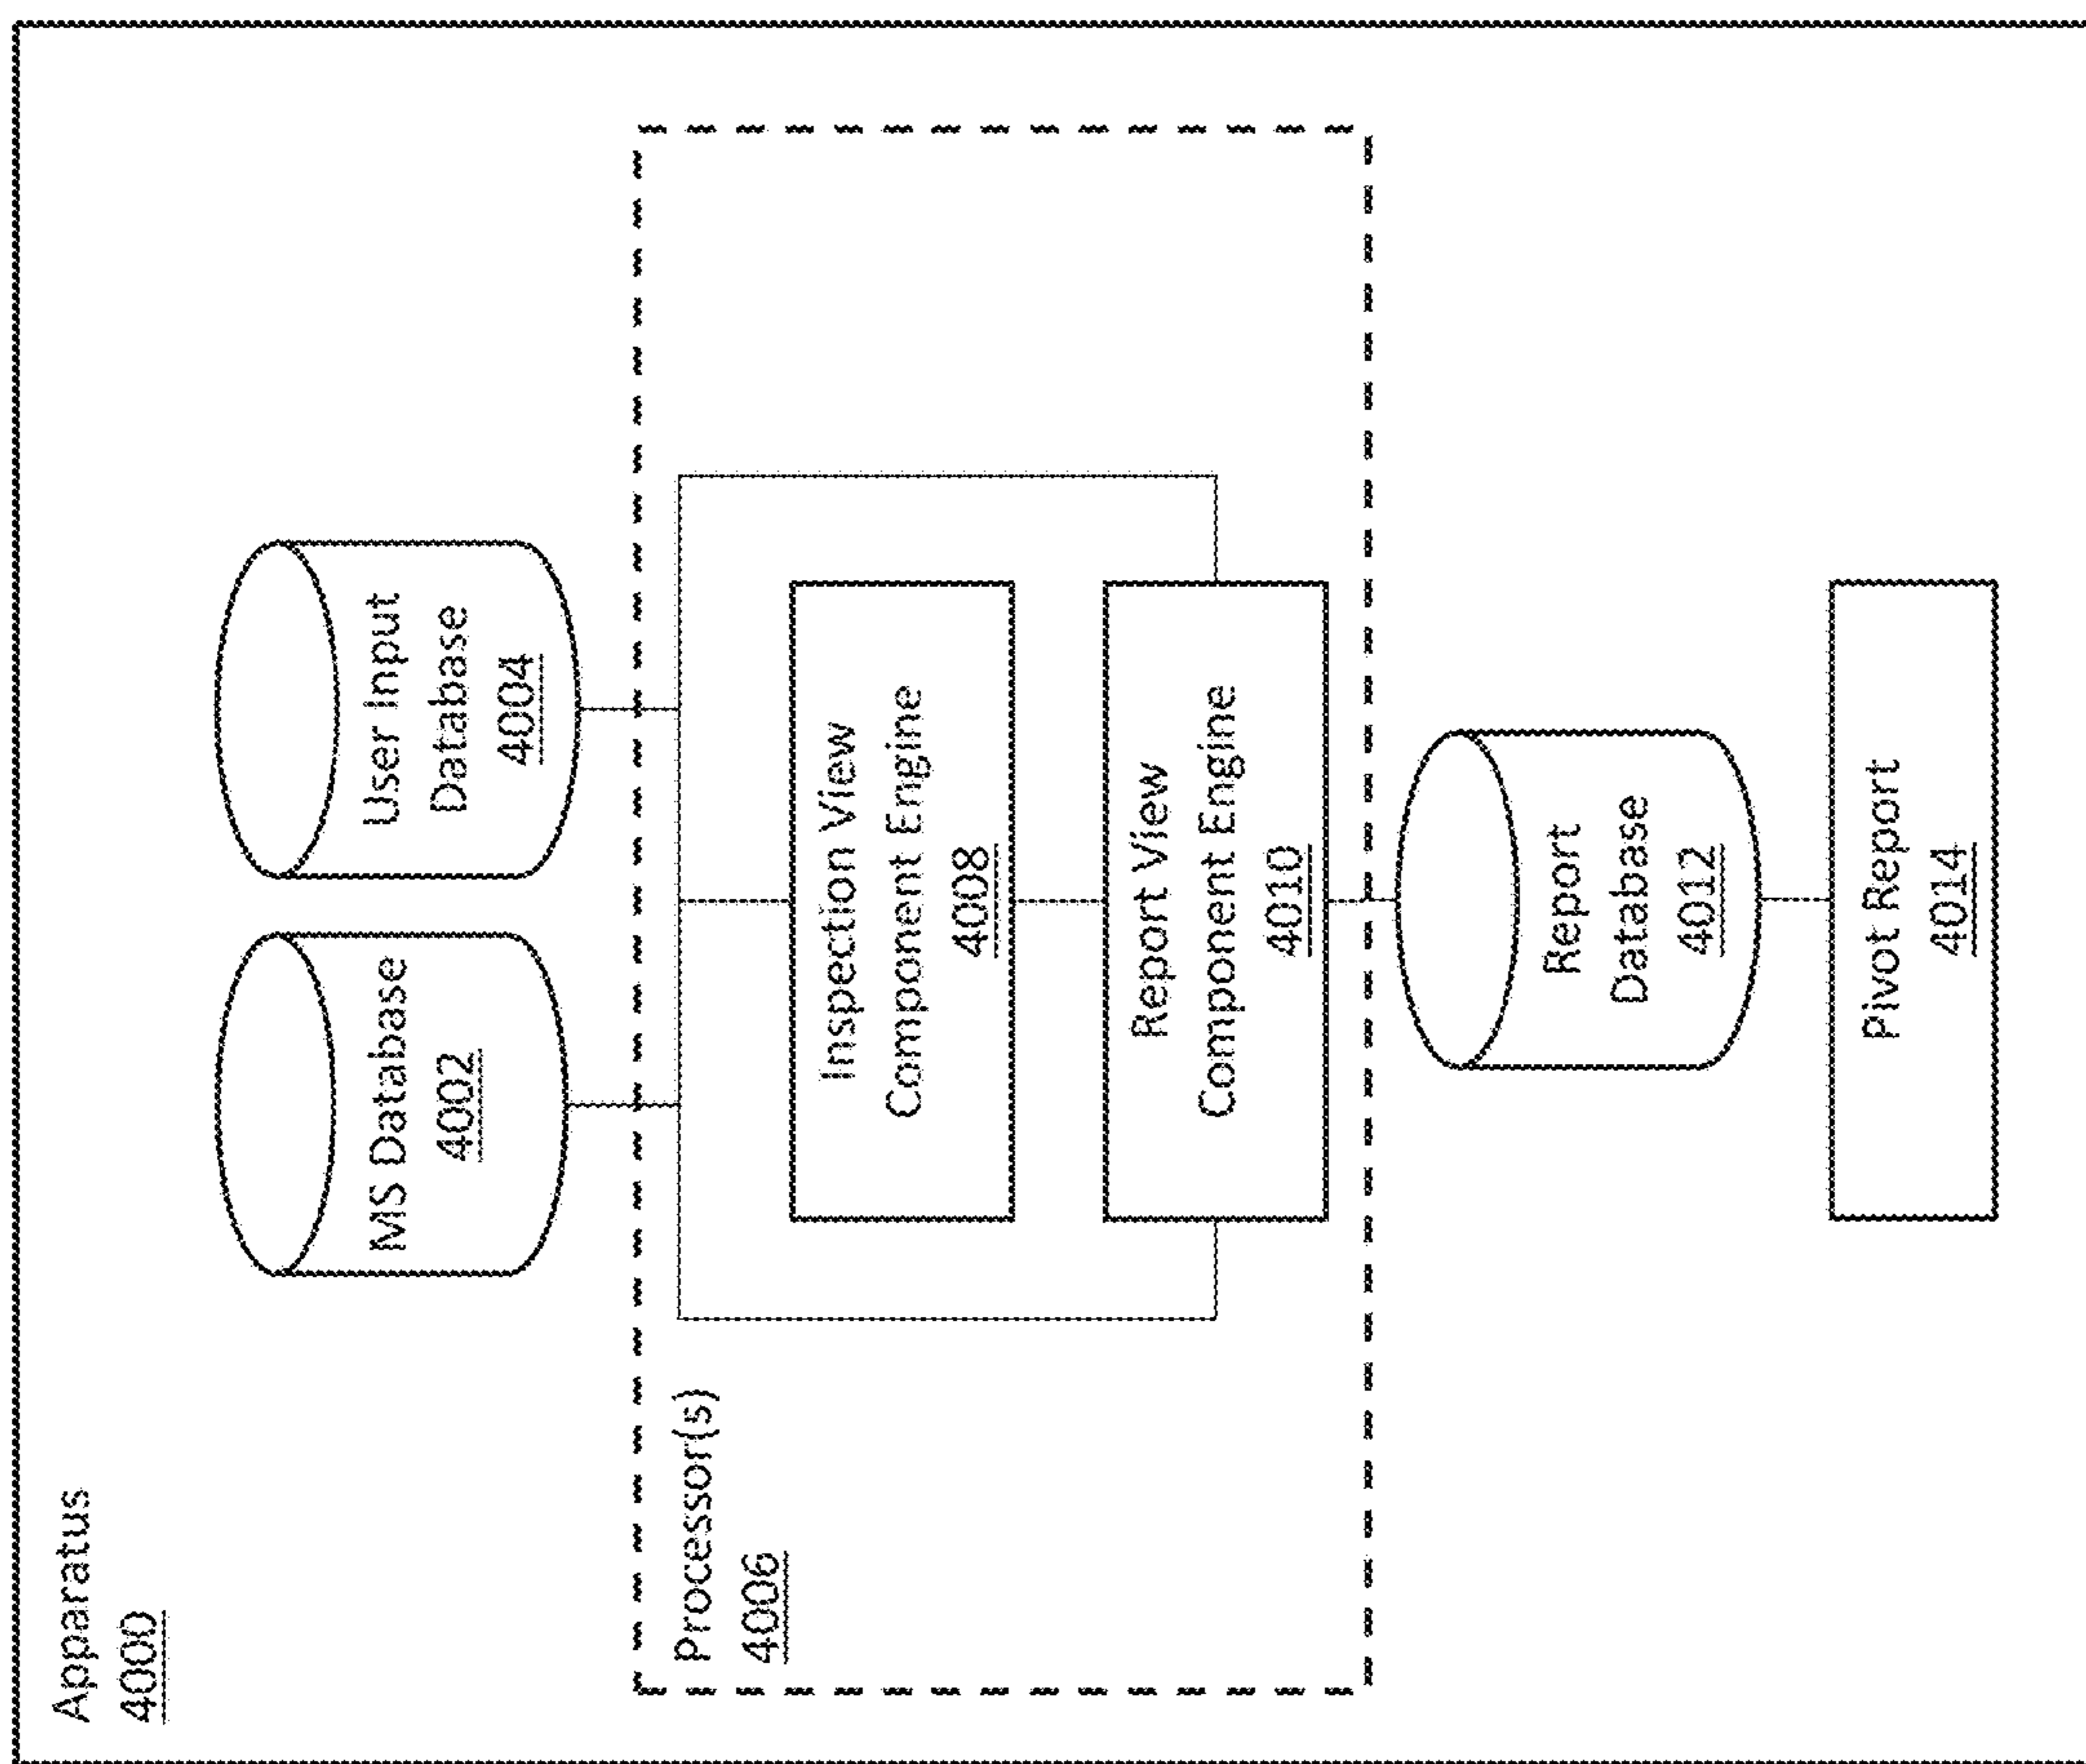 Apparatus
4000
MS Database
4002
User Input
Database
4004
Processor(s)
4006
Inspection View
Component Engine
4008
Report View
Component Engine
4010
Report
Database
4012
Pivot Report
4014